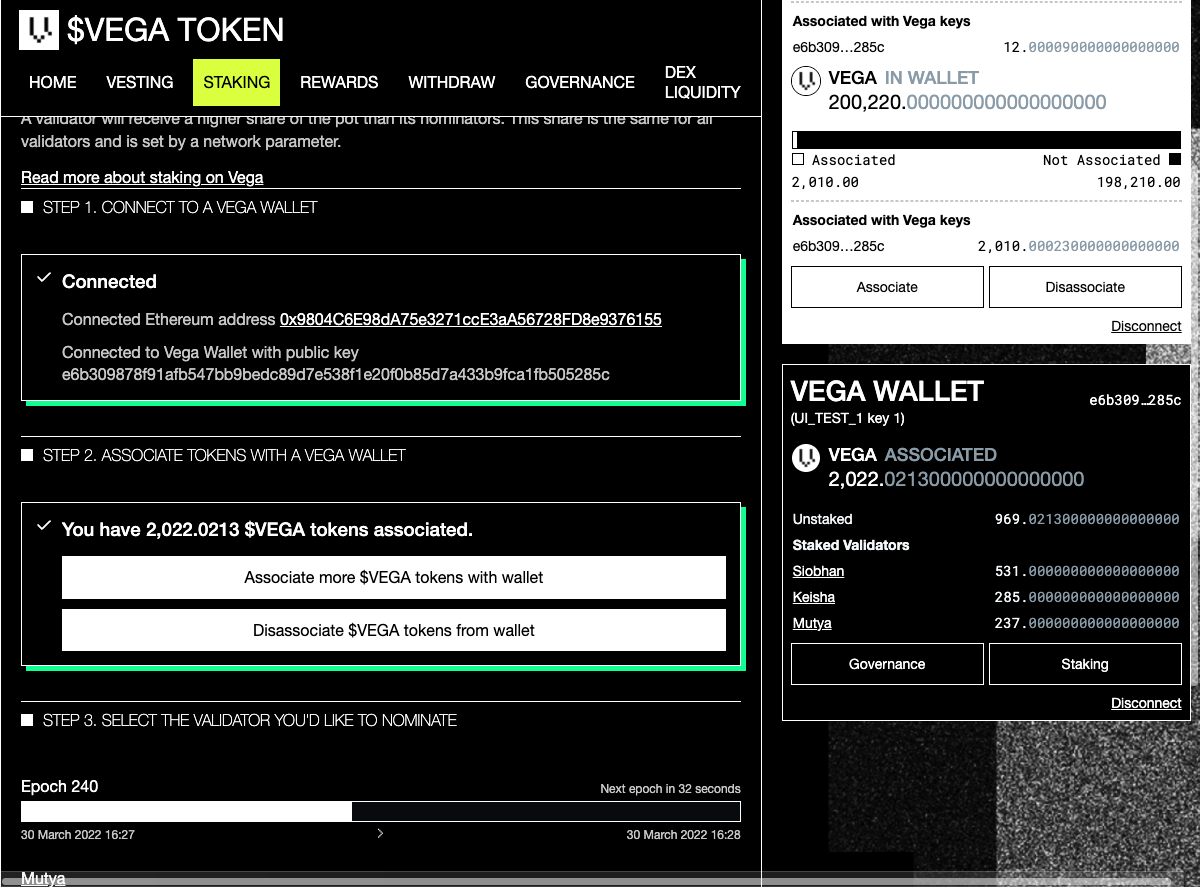 $VEGA TOKEN
HOME
VESTING
STAKING
REWARDS
WITHDRAW
GOVERNANCE
DEX
LIQUIDITY
A validator will receive a higher share of the pot than its nominators. This share is the same for all
validators and is set by a network parameter.
Read more about staking on Vega
STEP 1. CONNECT TO A VEGA WALLET
Connected
Connected Ethereum address 0x9804C6E98dA75e3271ccE3aA56728FD8e9376155
Connected to Vega Wallet with public key
e6b309878f91afb547bb9bedc89d7e538f1e20f0b85d7a433b9fca1fb505285c
STEP 2. ASSOCIATE TOKENS WITH A VEGA WALLET
You have 2,022.0213 $VEGA tokens associated.
Associate more $VEGA tokens with wallet
Disassociate $VEGA tokens from wallet
STEP 3. SELECT THE VALIDATOR YOU'D LIKE TO NOMINATE
Epoch 240
Next epoch in 32 seconds
30 March 2022 16:27
30 March 2022 16:28
Mutya
Associated with Vega keys
e6b309…285c 12.000090000000000000
VEGA IN WALLET
200,220.000000000000000000
Associated Not Associated
2,010.00 198,210.00
Associated with Vega keys
e6b309…285c 2,010.000230000000000000
Associate Disassociate
Disconnect
VEGA WALLET e6b309…285c
(UI_TEST_1 key 1)
VEGA ASSOCIATED
2,022.021300000000000000
Unstaked 969.021300000000000000
Staked Validators
Siobhan 531.000000000000000000
Keisha 285.000000000000000000
Mutya 237.000000000000000000
Governance Staking
Disconnect